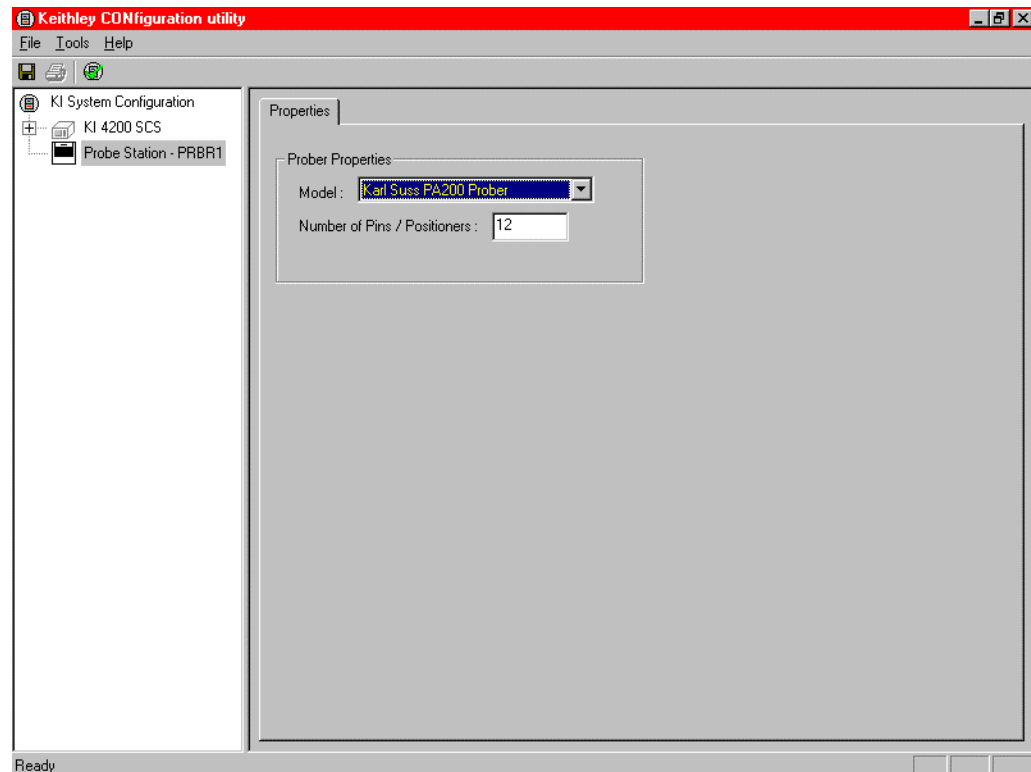 Keithley CONfiguration utility
File Tools Help
KI System Configuration
KI 4200 SCS
Probe Station - PRBR1
Properties
Prober Properties
Model : Karl Suss PA200 Prober
Number of Pins / Positioners : 12
Ready